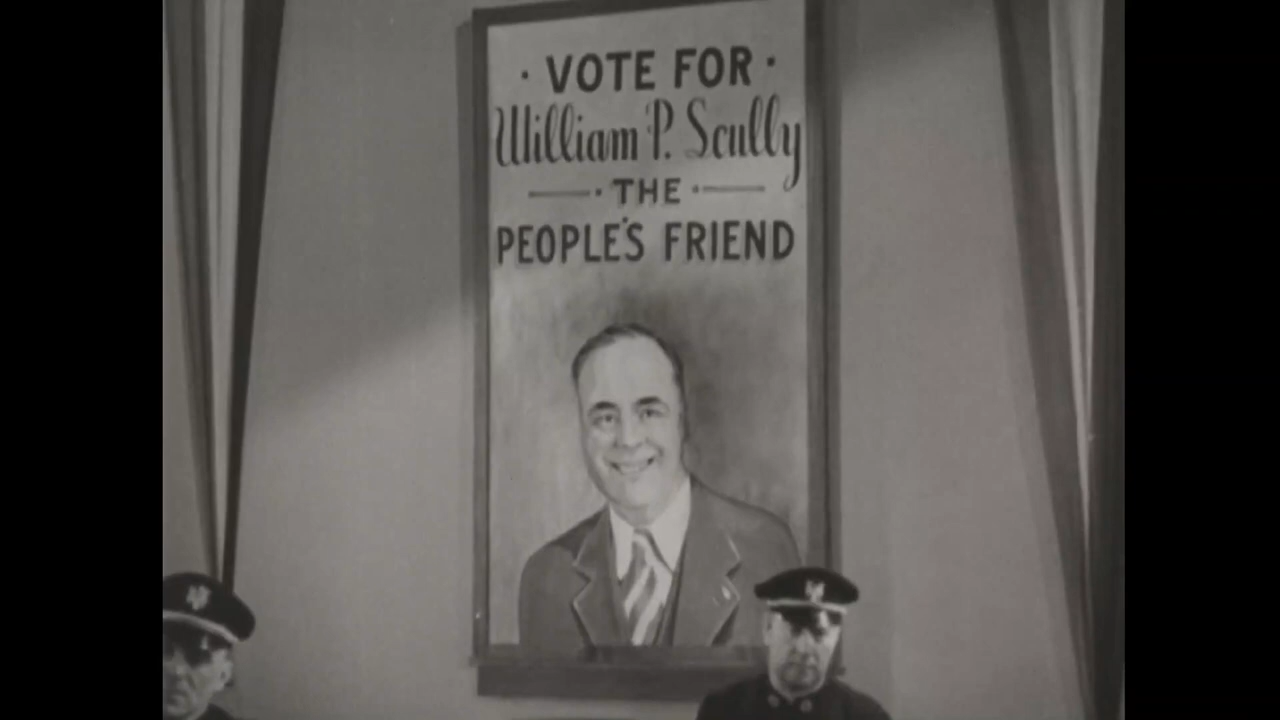 · VOTE FOR ·
William P. Scully
— · THE · —
PEOPLE'S FRIEND